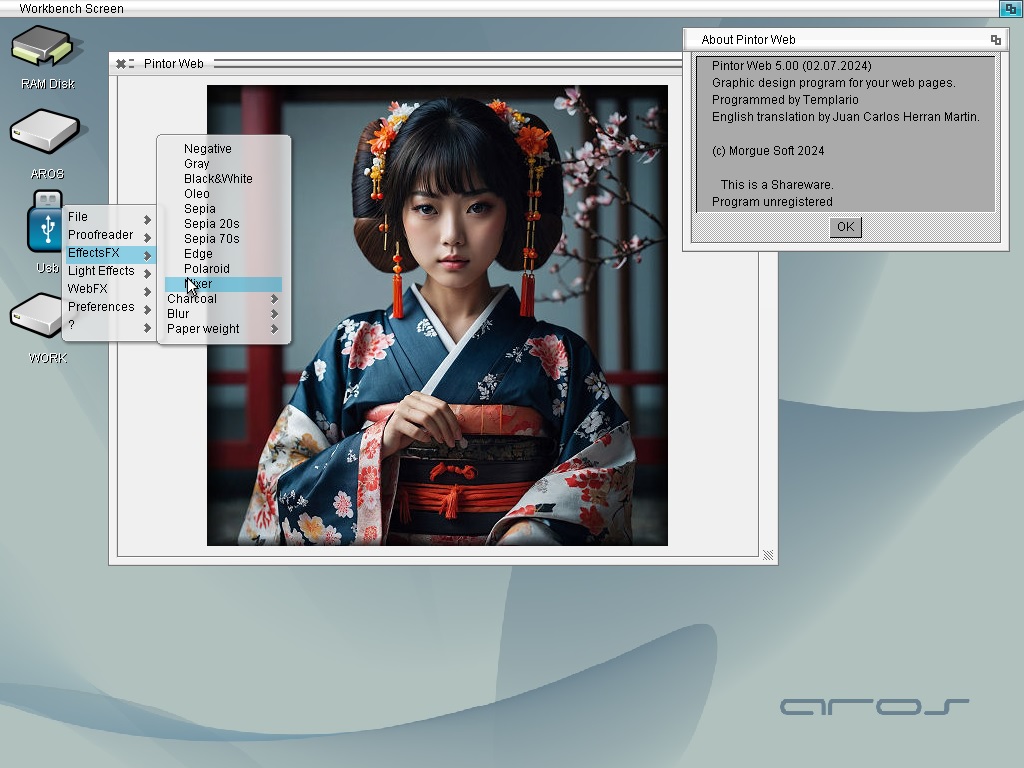 Workbench Screen
RAM Disk
AROS
Usb
WORK
Pintor Web
File
Proofreader
EffectsFX
Light Effects
WebFX
Preferences
?
Negative
Gray
Black&White
Oleo
Sepia
Sepia 20s
Sepia 70s
Edge
Polaroid
Charcoal
Blur
Paper weight
About Pintor Web
Pintor Web 5.00 (02.07.2024)
Graphic design program for your web pages.
Programmed by Templario
English translation by Juan Carlos Herran Martin.
(c) Morgue Soft 2024
This is a Shareware.
Program unregistered
OK
aros